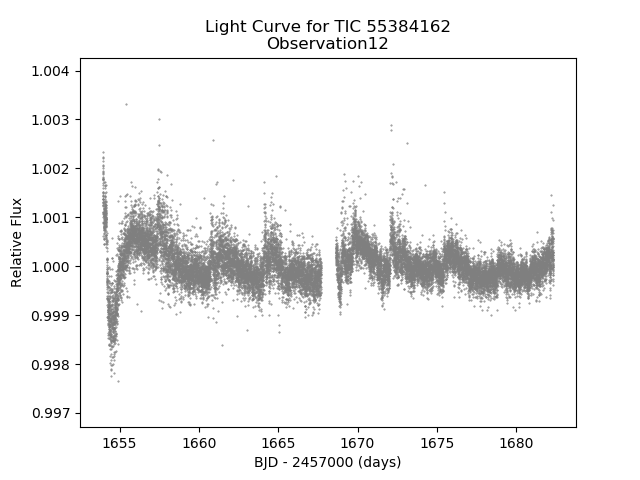 Light Curve for TIC 55384162
Observation12
1.004
1.003
1.002
1.001
1.000
0.999
0.998
0.997
Relative Flux
1655 1660 1665 1670 1675 1680
BJD - 2457000 (days)